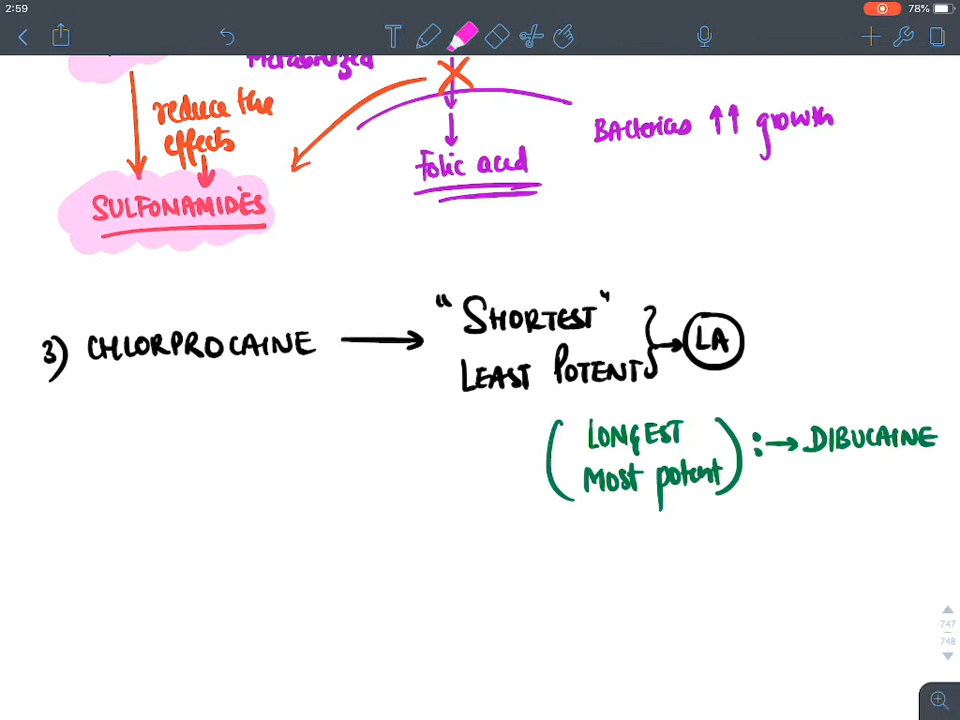 2:59
78%
T
Metabolized
reduce the
effects
Folic acid
Bacterias ↑↑ growth
SULFONAMIDES
3) CHLORPROCAINE → "SHORTEST"
LEAST POTENT } → LA
(LONGEST
Most potent) :→ DIBUCAINE
747
748